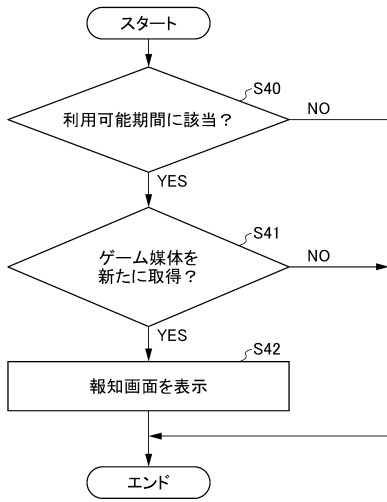 スタート
S40
利用可能期間に該当？
NO
YES
S41
ゲーム媒体を
新たに取得？
NO
YES
S42
報知画面を表示
エンド